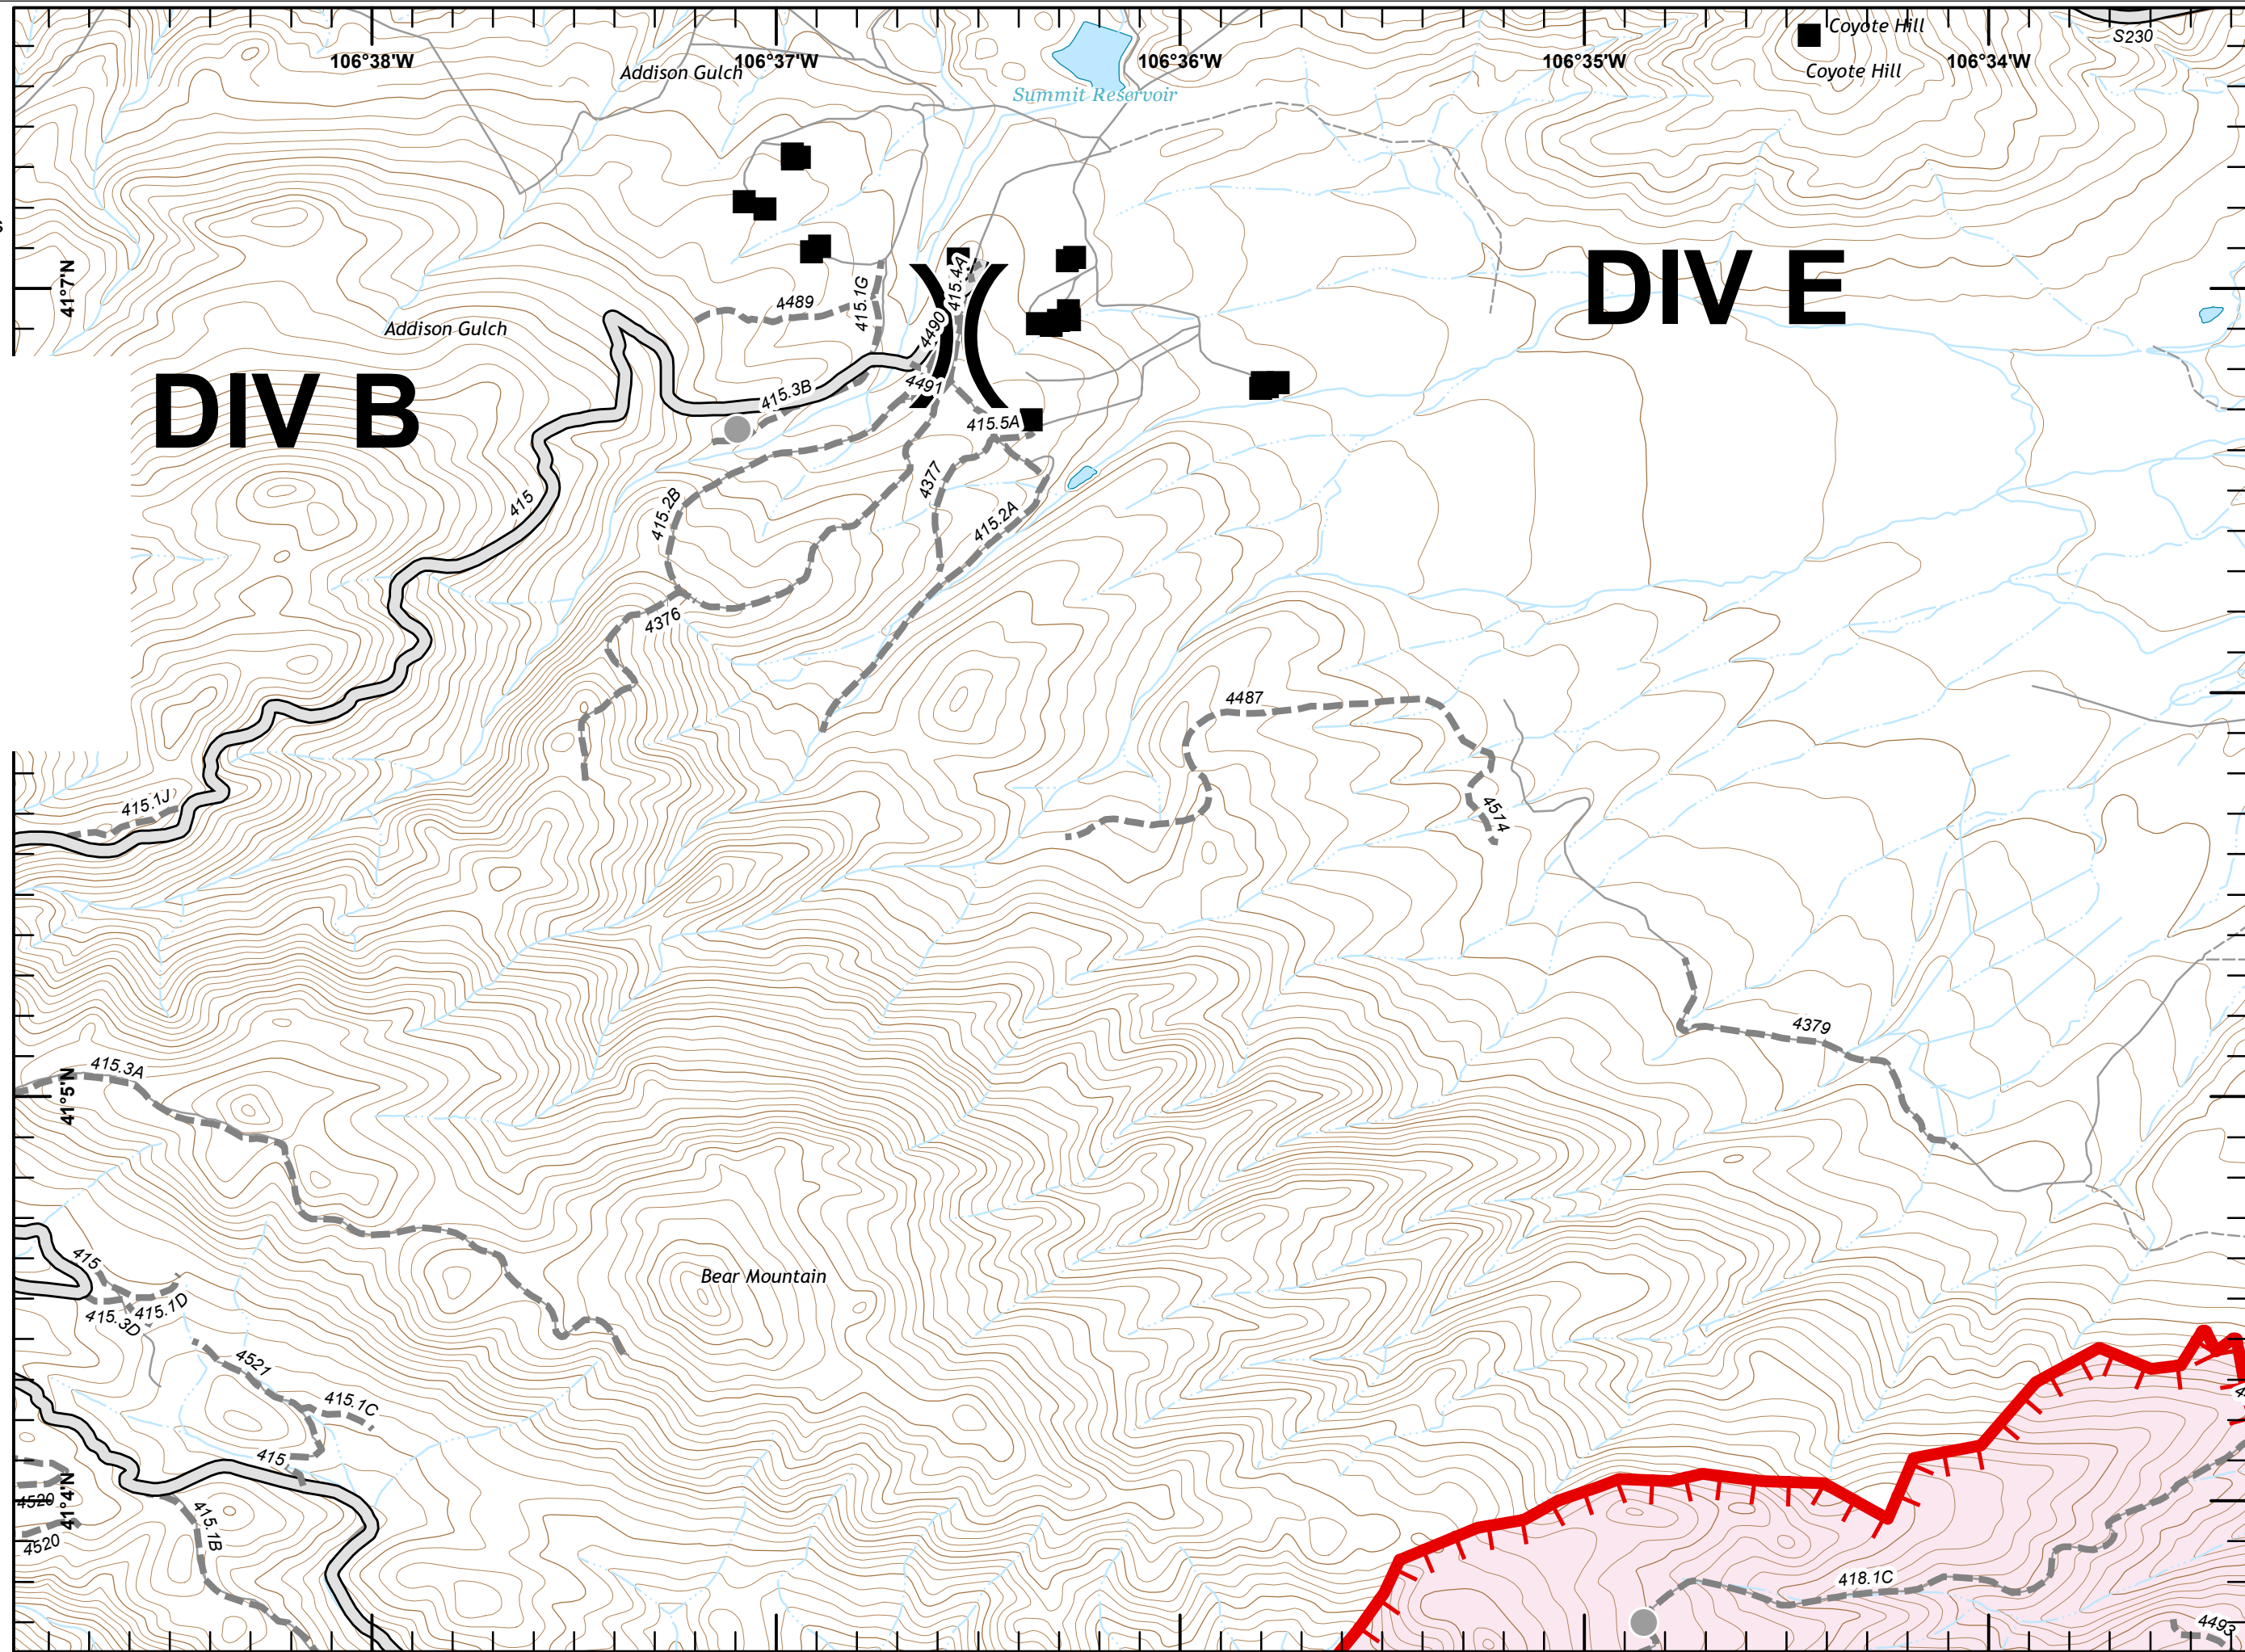 Coyote Hill
S230
106°38'W
106°37'W
106°36'W
106°35'W
106°34'W
Addison Gulch
Coyote Hill
Summit Reservoir
41°7'N
415.4A
DIV E
4489
415.1G
4490
Addison Gulch
DIV B
4491
415.3B
415.5A
4377
415
415.2B
415.2A
4376
4487
415.1J
4574
4379
415.3A
41°5'N
415
Bear Mountain
415.1D
415.3D
4521
415.1C
415
41°4'N
4520
415.1B
4520
418.1C
4493